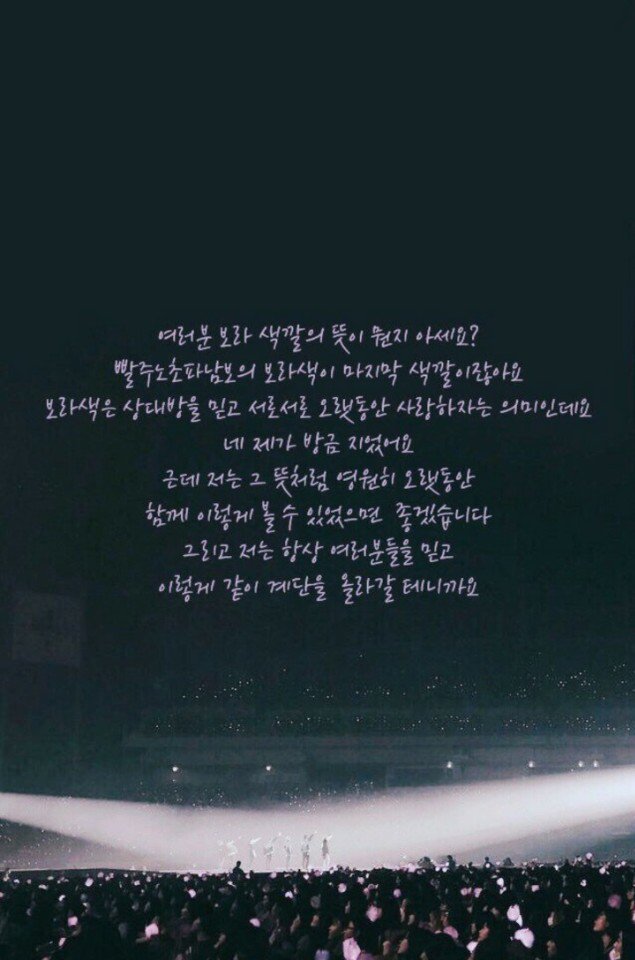 여러분 보라 색깔의 뜻이 뭔지 아세요?
빨주노초파남보의 보라색이 마지막 색깔이잖아요
보라색은 상대방을 믿고 서로서로 오랫동안 사랑하자는 의미인데요
네 제가 방금 지었어요
근데 저는 그 뜻처럼 영원히 오랫동안
함께 이렇게 볼 수 있었으면 좋겠습니다
그리고 저는 항상 여러분들을 믿고
이렇게 같이 계단을 올라갈 테니까요